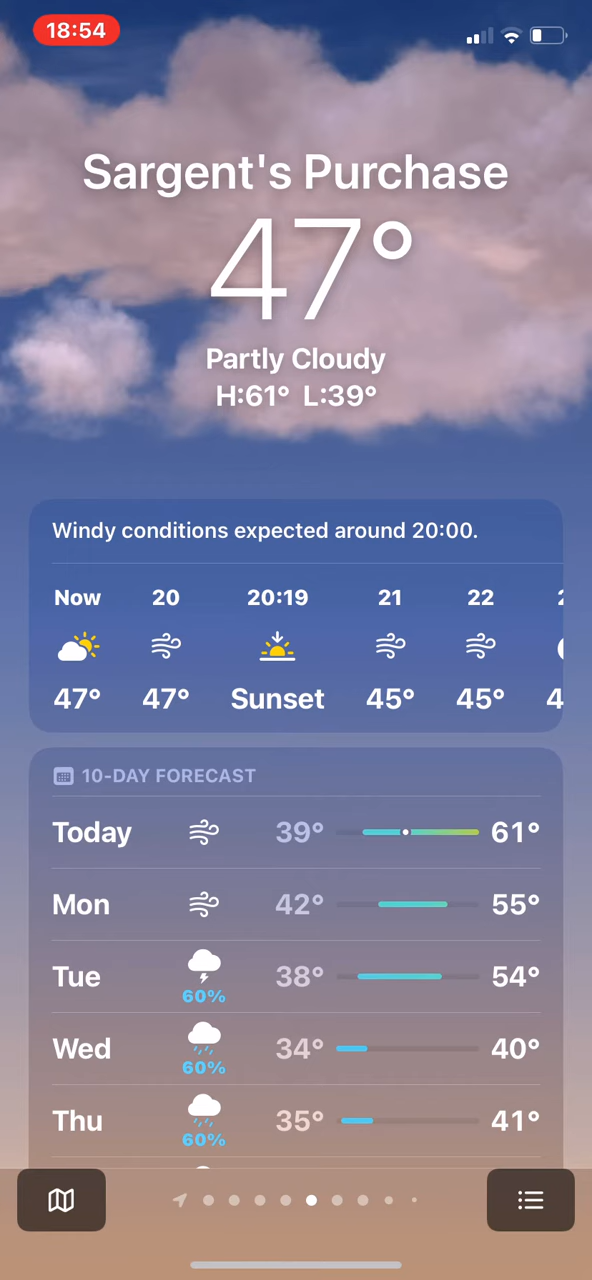 18:54
Sargent's Purchase
47°
Partly Cloudy
H:61° L:39°
Windy conditions expected around 20:00.
Now 20 20:19 21 22
47° 47° Sunset 45° 45°
10-DAY FORECAST
Today 39° 61°
Mon 42° 55°
Tue 60% 38° 54°
Wed 60% 34° 40°
Thu 60% 35° 41°